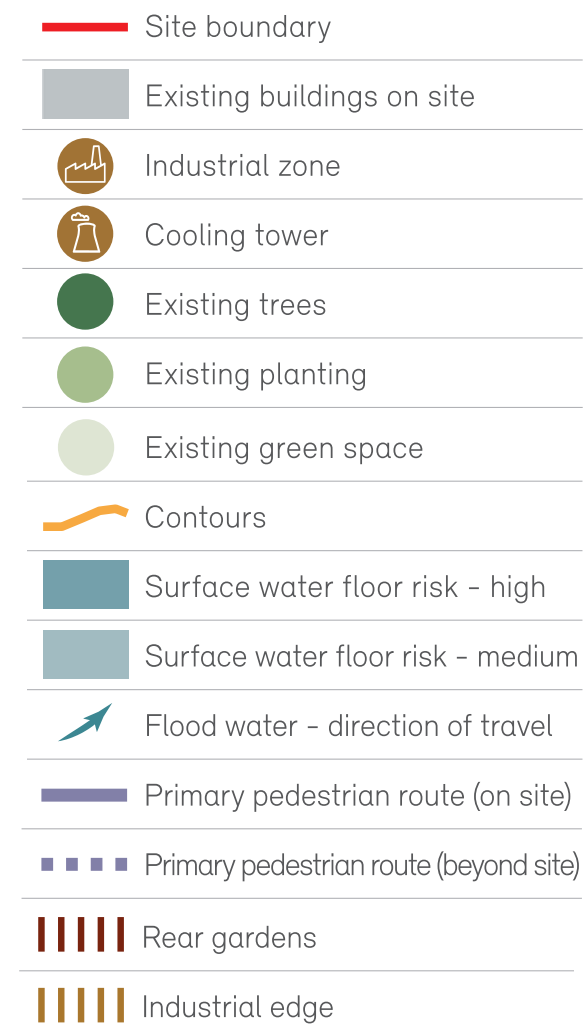 Site boundary
Existing buildings on site
Industrial zone
Cooling tower
Existing trees
Existing planting
Existing green space
Contours
Surface water floor risk - high
Surface water floor risk - medium
Flood water - direction of travel
Primary pedestrian route (on site)
Primary pedestrian route (beyond site)
Rear gardens
Industrial edge